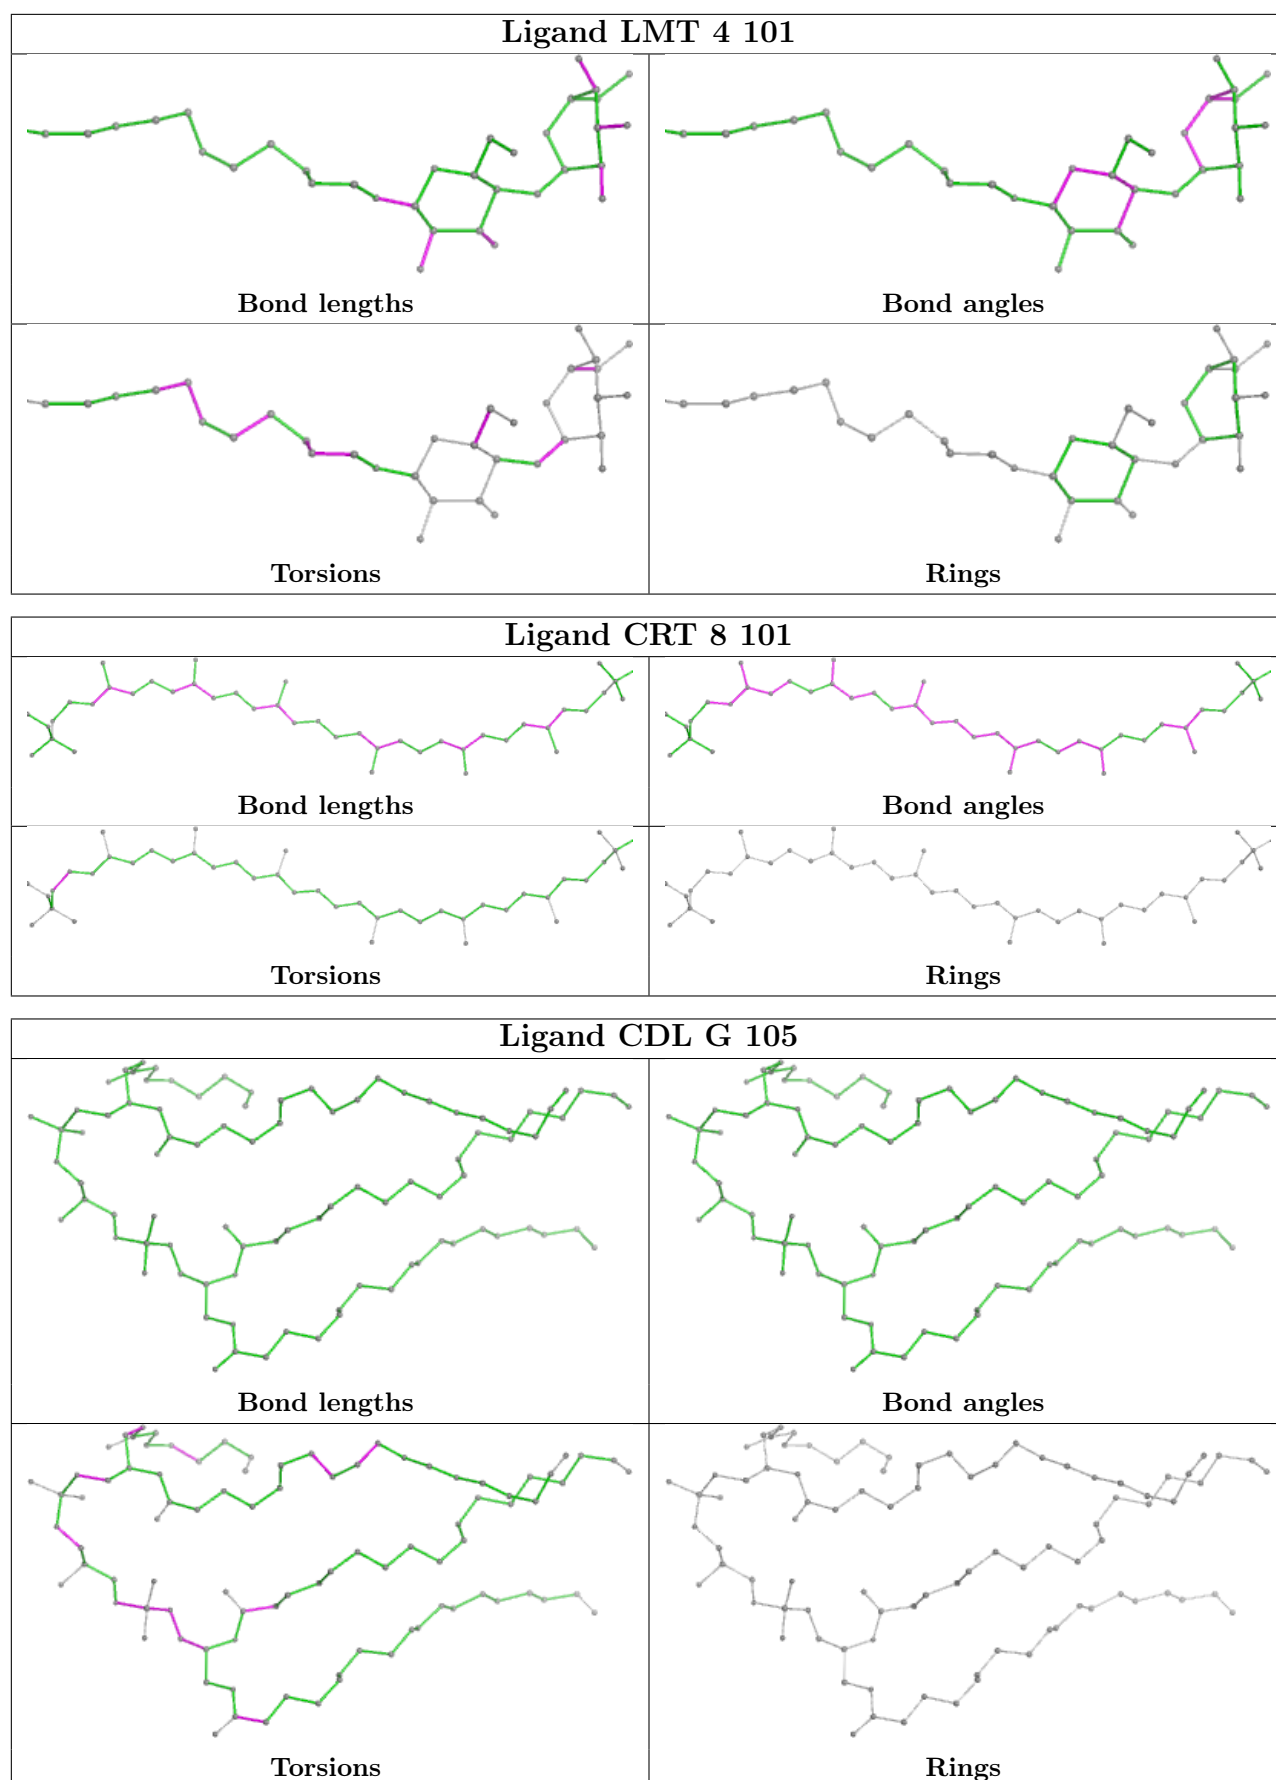 Ligand LMT 4 101
Bond lengths
Bond angles
Torsions
Rings
Ligand CRT 8 101
Bond lengths
Bond angles
Torsions
Rings
Ligand CDL G 105
Bond lengths
Bond angles
Torsions
Rings